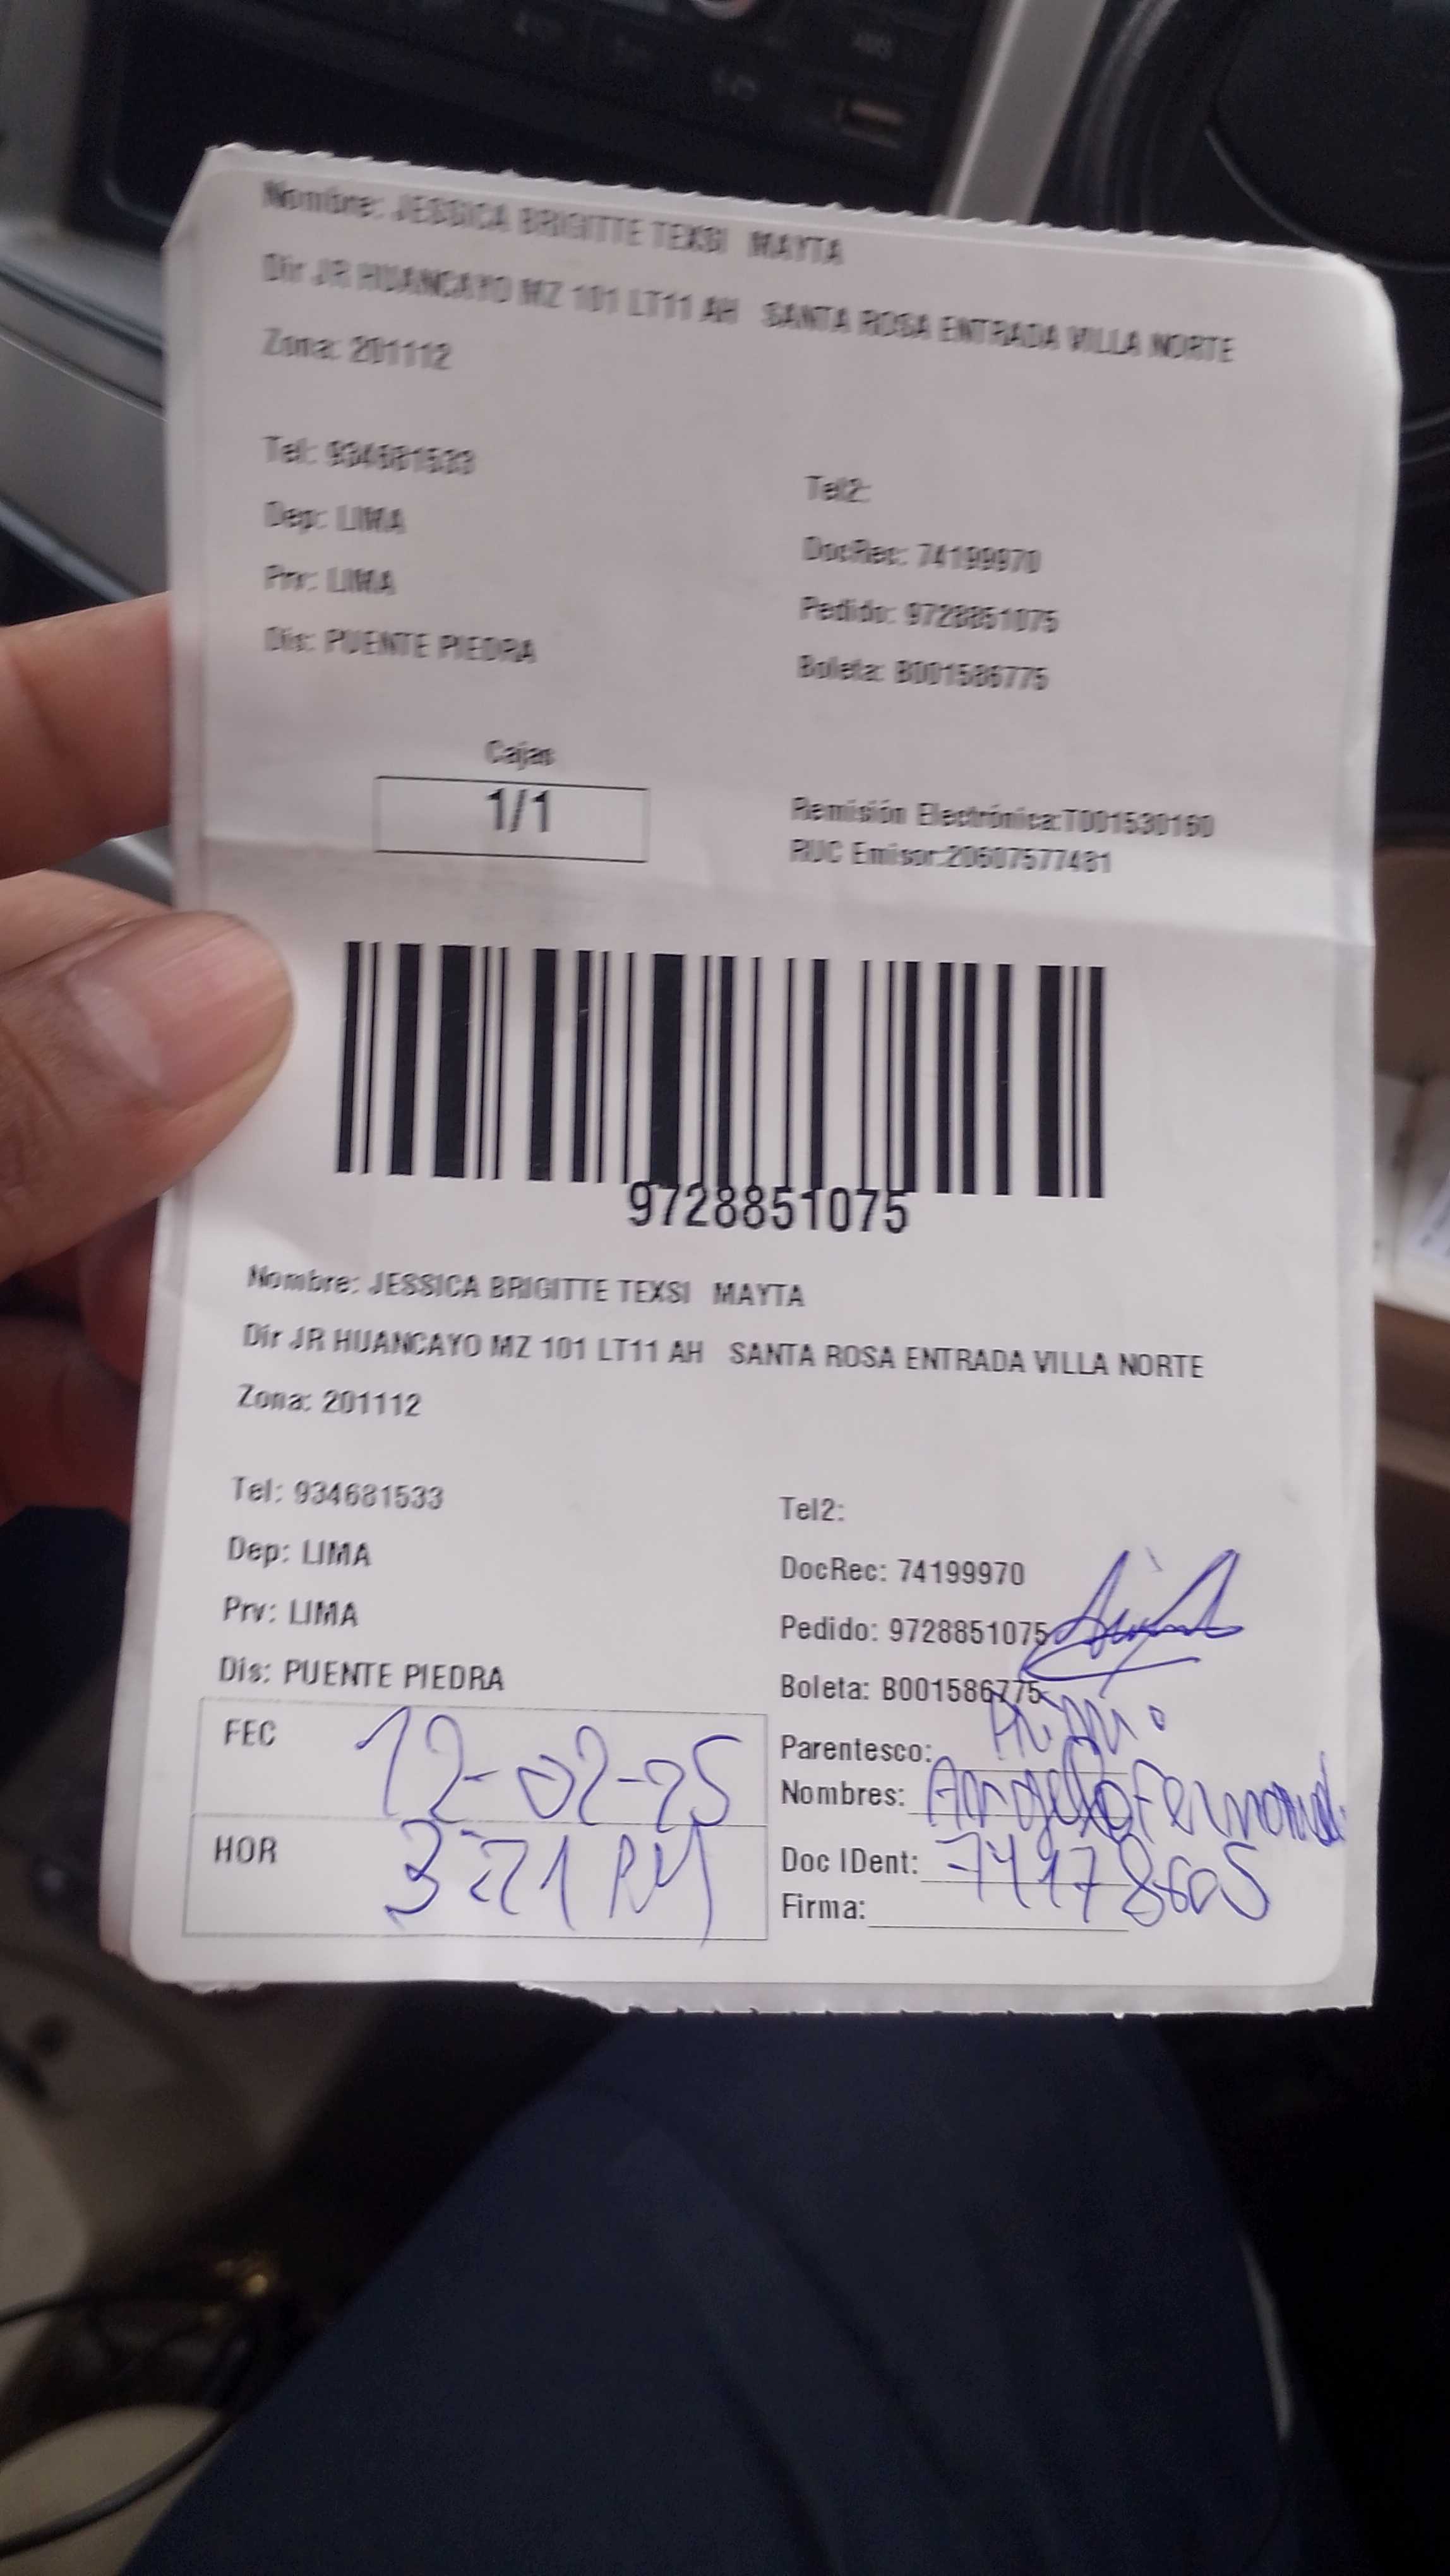 Nombre: JESSICA BRIGITTE TEXSI MAYTA
Dir JR HUANCAYO MZ 101 LT11 AH SANTA ROSA ENTRADA VILLA NORTE
Zona: 201112
Tel: 934681533
Tel2:
Dep: LIMA
DocRec: 74199970
Prv: LIMA
Pedido: 9728851075
Dis: PUENTE PIEDRA
Boleta: B001586775
Cajas
1/1
Remisión Electrónica:T001530160
RUC Emisor:20607577481
9728851075
Nombre: JESSICA BRIGITTE TEXSI MAYTA
Dir JR HUANCAYO MZ 101 LT11 AH SANTA ROSA ENTRADA VILLA NORTE
Zona: 201112
Tel: 934681533
Tel2:
Dep: LIMA
DocRec: 74199970
Prv: LIMA
Pedido: 9728851075
Dis: PUENTE PIEDRA
Boleta: B001586775
FEC 12-02-25
Parentesco:
Nombres: Angelo
HOR 3:21 PM
Doc IDent: 74178605
Firma: